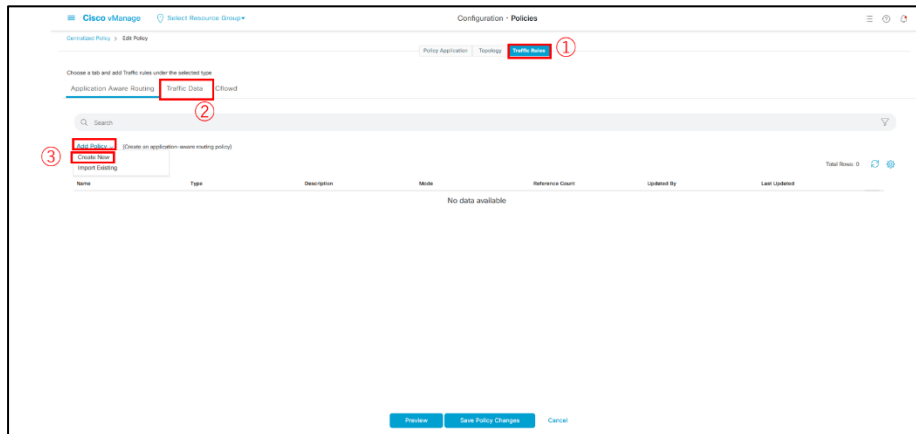 Cisco vManage
Select Resource Group▾
Configuration · Policies
Centralized Policy > Edit Policy
Policy Application
Topology
Traffic Rules
①
Choose a tab and add Traffic rules under the selected type
Application Aware Routing
Traffic Data
Cflowd
②
Search
Add Policy
(Create an application-aware routing policy)
③
Create New
Import Existing
Total Rows: 0
Name
Type
Description
Mode
Reference Count
Updated By
Last Updated
No data available
Preview
Save Policy Changes
Cancel